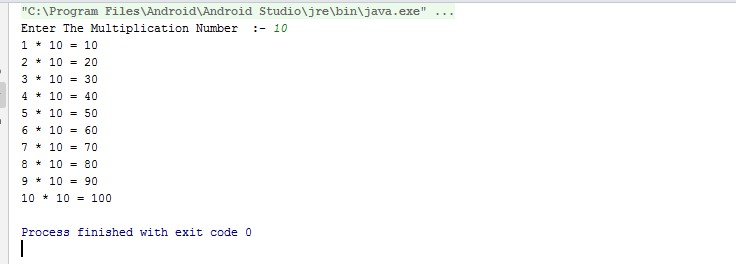 "C:\Program Files\Android\Android Studio\jre\bin\java.exe" ...
Enter The Multiplication Number  :- 10
1 * 10 = 10
2 * 10 = 20
3 * 10 = 30
4 * 10 = 40
5 * 10 = 50
6 * 10 = 60
7 * 10 = 70
8 * 10 = 80
9 * 10 = 90
10 * 10 = 100
Process finished with exit code 0